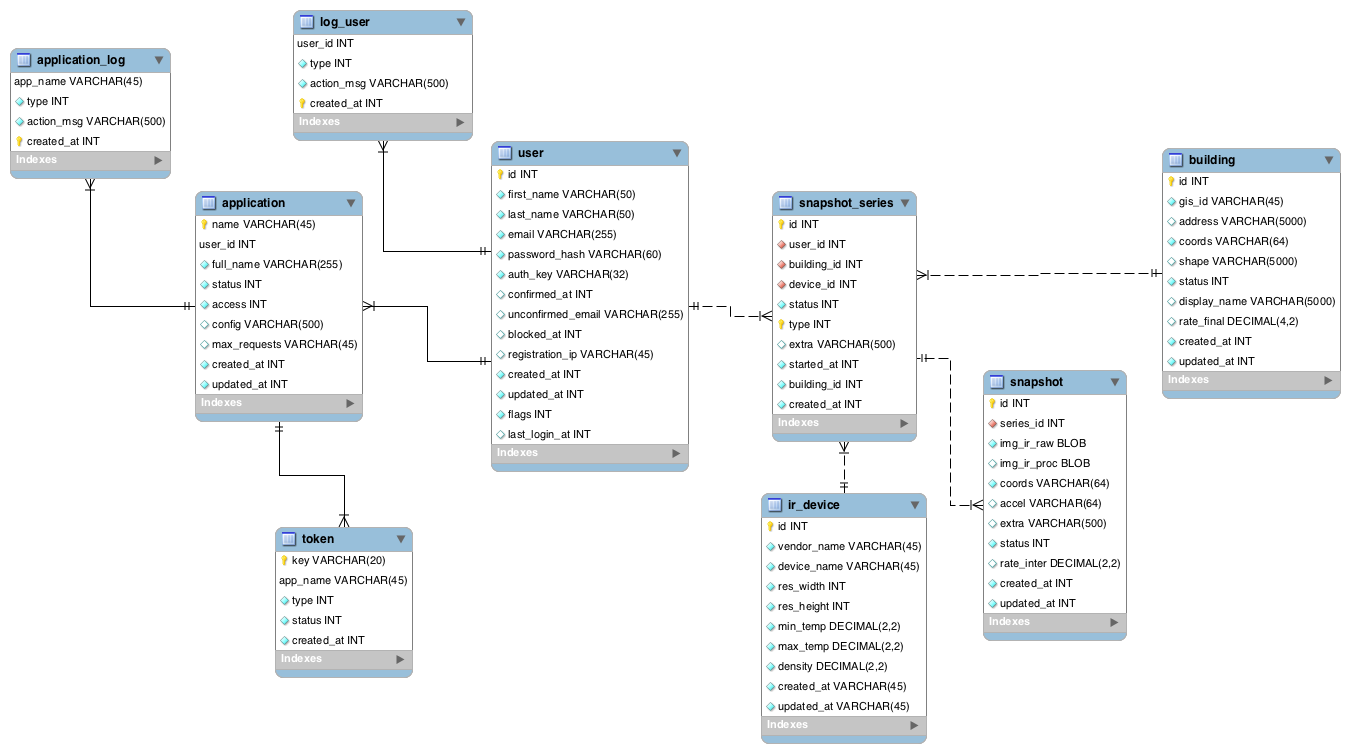 log_user
user_id INT
type INT
action_msg VARCHAR(500)
created_at INT
Indexes
application_log
app_name VARCHAR(45)
type INT
action_msg VARCHAR(500)
created_at INT
Indexes
application
name VARCHAR(45)
user_id INT
full_name VARCHAR(255)
status INT
access INT
config VARCHAR(500)
max_requests VARCHAR(45)
created_at INT
updated_at INT
Indexes
user
id INT
first_name VARCHAR(50)
last_name VARCHAR(50)
email VARCHAR(255)
password_hash VARCHAR(60)
auth_key VARCHAR(32)
confirmed_at INT
unconfirmed_email VARCHAR(255)
blocked_at INT
registration_ip VARCHAR(45)
created_at INT
updated_at INT
flags INT
last_login_at INT
Indexes
snapshot_series
id INT
user_id INT
building_id INT
device_id INT
status INT
type INT
extra VARCHAR(500)
started_at INT
building_id INT
created_at INT
Indexes
building
id INT
gis_id VARCHAR(45)
address VARCHAR(5000)
coords VARCHAR(64)
shape VARCHAR(5000)
status INT
display_name VARCHAR(5000)
rate_final DECIMAL(4,2)
created_at INT
updated_at INT
Indexes
snapshot
id INT
series_id INT
img_ir_raw BLOB
img_ir_proc BLOB
coords VARCHAR(64)
accel VARCHAR(64)
extra VARCHAR(500)
status INT
rate_inter DECIMAL(2,2)
created_at INT
updated_at INT
Indexes
ir_device
id INT
vendor_name VARCHAR(45)
device_name VARCHAR(45)
res_width INT
res_height INT
min_temp DECIMAL(2,2)
max_temp DECIMAL(2,2)
density DECIMAL(2,2)
created_at VARCHAR(45)
updated_at VARCHAR(45)
Indexes
token
key VARCHAR(20)
app_name VARCHAR(45)
type INT
status INT
created_at INT
Indexes